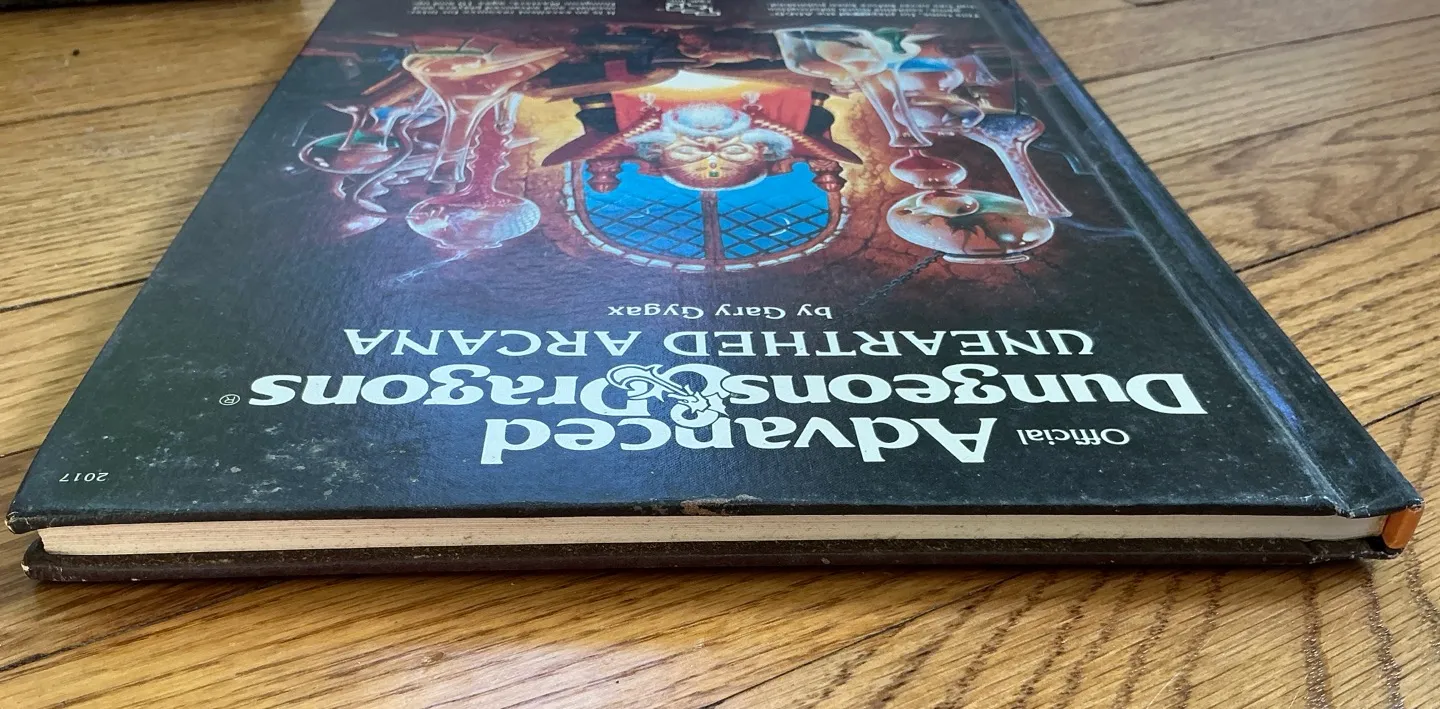 2017
Official Advanced
Dungeons & Dragons®
UNEARTHED ARCANA
by Gary Gygax